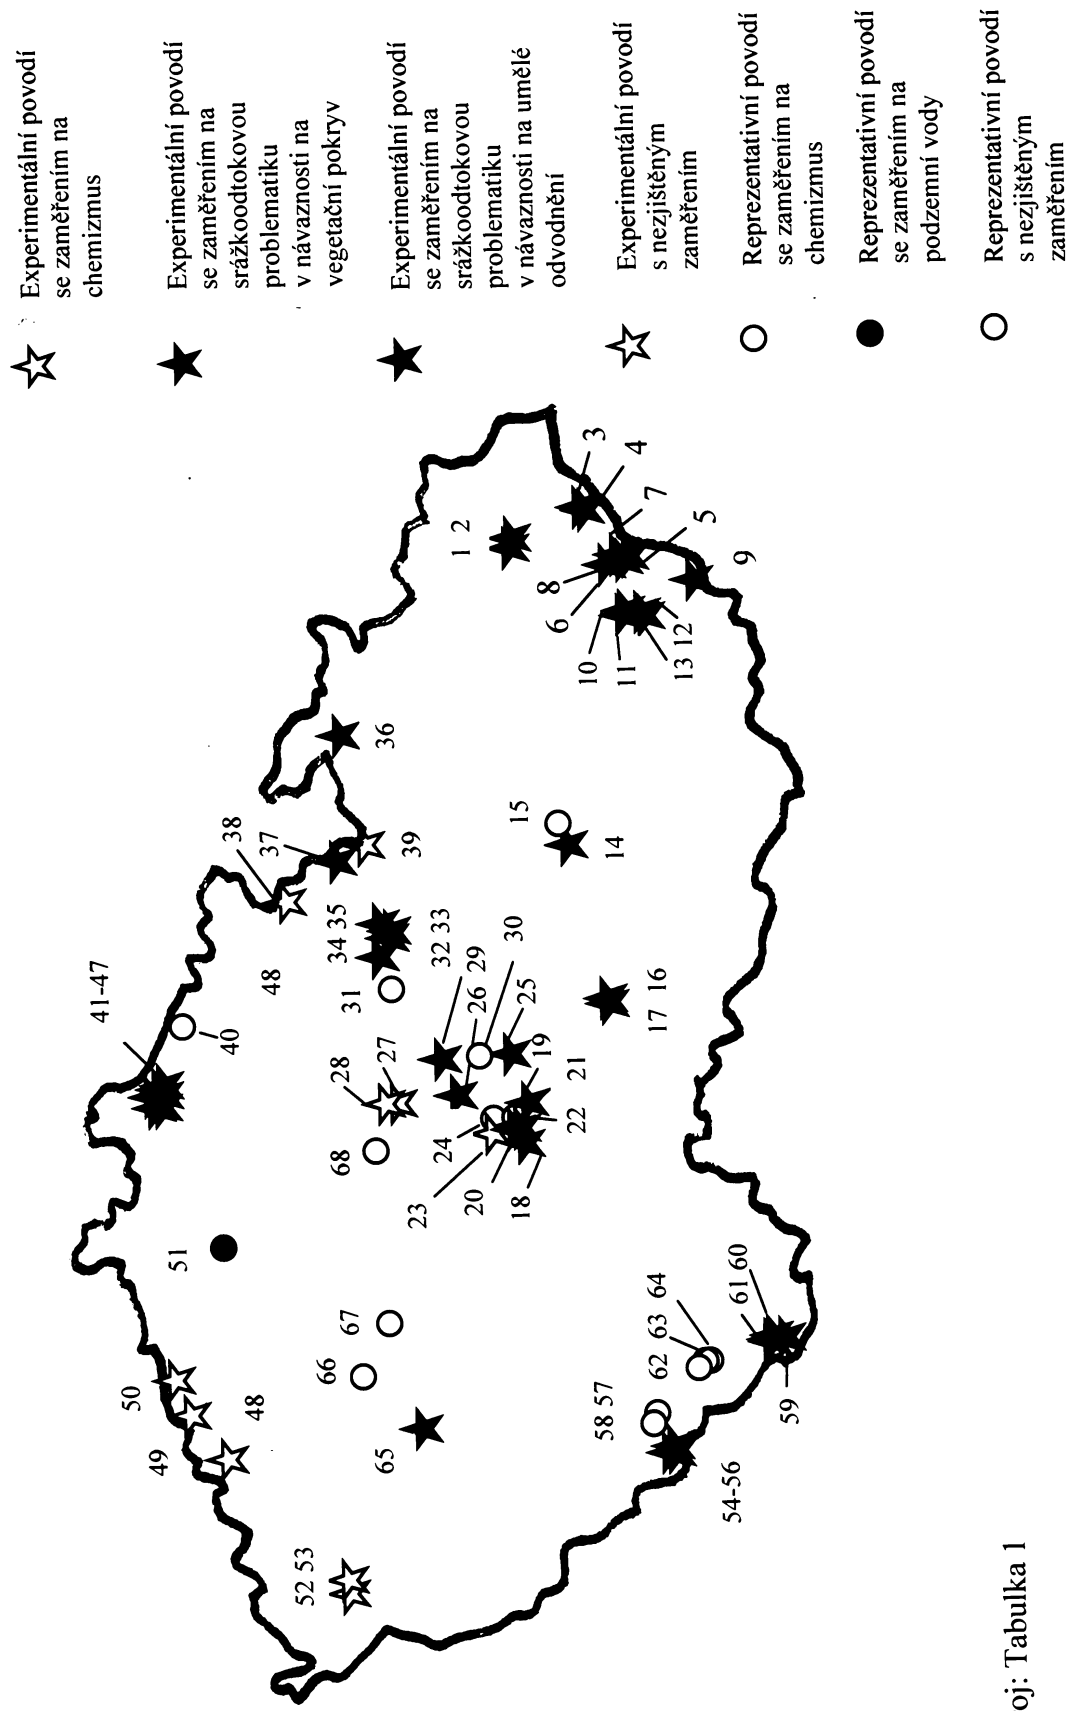 Experimentální povodí
se zaměřením na
chemizmus
Experimentální povodí
se zaměřením na
srážkoodtokovou
problematiku
v návaznosti na
vegetační pokryv
Experimentální povodí
se zaměřením na
srážkoodtokovou
problematiku
v návaznosti na umělé
odvodnění
Experimentální povodí
s nezjištěným
zaměřením
Reprezentativní povodí
se zaměřením na
chemizmus
Reprezentativní povodí
se zaměřením na
podzemní vody
Reprezentativní povodí
s nezjištěným
zaměřením
50
49
48
52 53
51
66
67
65
68
41-47
40
48
38
37
39
36
34 35
31
32 33
28
27
29
26
30
25
24
23
20
18
19
21
22
17 16
15
14
1 2
3
4
7
5
8
6
9
10
11
13 12
58 57
62
63
64
54-56
61 60
59
oj: Tabulka 1